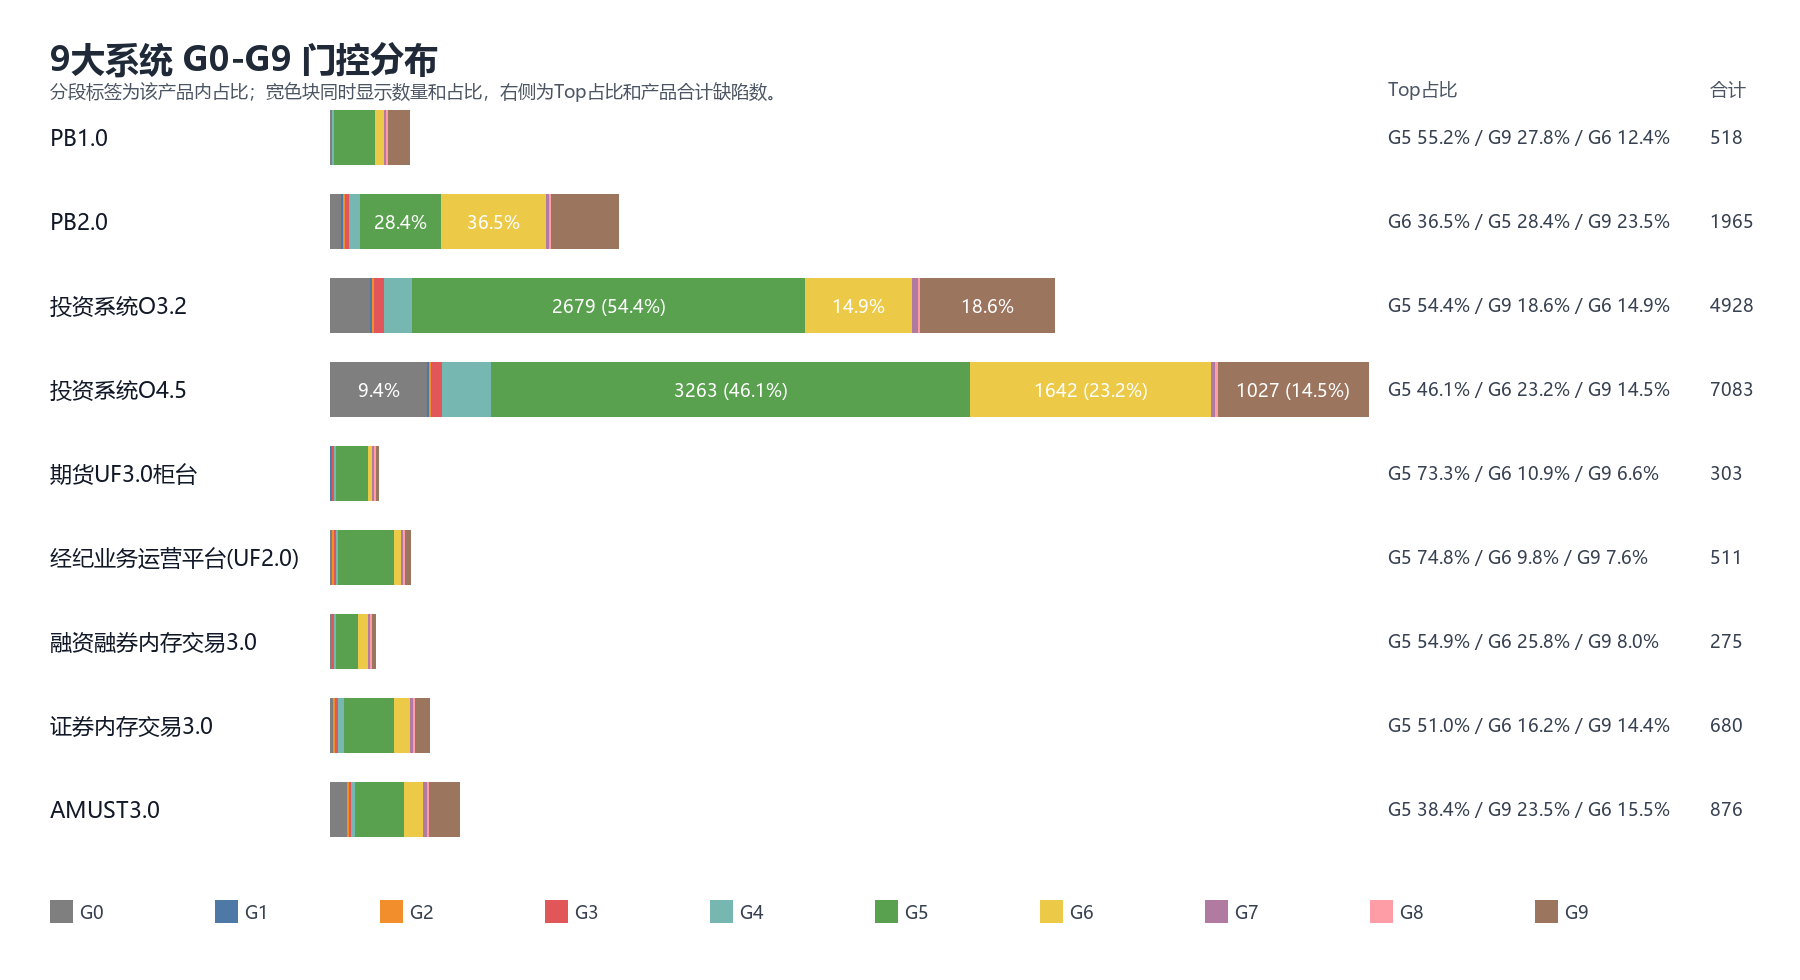 9大系统 G0-G9 门控分布
分段标签为该产品内占比；宽色块同时显示数量和占比，右侧为Top占比和产品合计缺陷数。
Top占比 合计
PB1.0 G5 55.2% / G9 27.8% / G6 12.4% 518
PB2.0 28.4% 36.5% G6 36.5% / G5 28.4% / G9 23.5% 1965
投资系统O3.2 2679 (54.4%) 14.9% 18.6% G5 54.4% / G9 18.6% / G6 14.9% 4928
投资系统O4.5 9.4% 3263 (46.1%) 1642 (23.2%) 1027 (14.5%) G5 46.1% / G6 23.2% / G9 14.5% 7083
期货UF3.0柜台 G5 73.3% / G6 10.9% / G9 6.6% 303
经纪业务运营平台(UF2.0) G5 74.8% / G6 9.8% / G9 7.6% 511
融资融券内存交易3.0 G5 54.9% / G6 25.8% / G9 8.0% 275
证券内存交易3.0 G5 51.0% / G6 16.2% / G9 14.4% 680
AMUST3.0 G5 38.4% / G9 23.5% / G6 15.5% 876
G0 G1 G2 G3 G4 G5 G6 G7 G8 G9